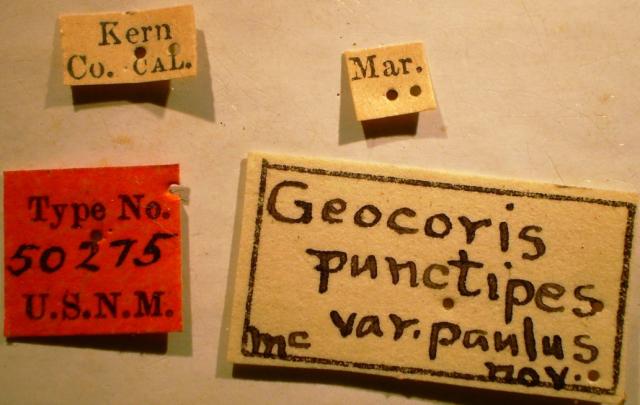 Kern
Co. CAL.
Mar.
Type No.
50275
U.S.N.M.
Geocoris
punctipes
var. paulus
mc nov.